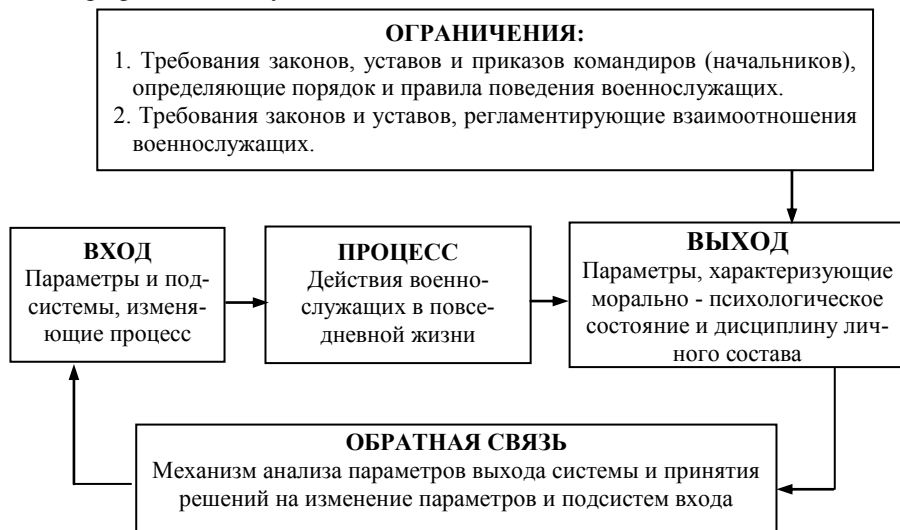 ОГРАНИЧЕНИЯ:
1. Требования законов, уставов и приказов командиров (начальников),
определяющие порядок и правила поведения военнослужащих.
2. Требования законов и уставов, регламентирующие взаимоотношения
военнослужащих.
ВХОД
Параметры и под-
системы, изменя-
ющие процесс
ПРОЦЕСС
Действия военно-
служащих в повсе-
дневной жизни
ВЫХОД
Параметры, характеризующие
морально - психологическое
состояние и дисциплину лич-
ного состава
ОБРАТНАЯ СВЯЗЬ
Механизм анализа параметров выхода системы и принятия
решений на изменение параметров и подсистем входа